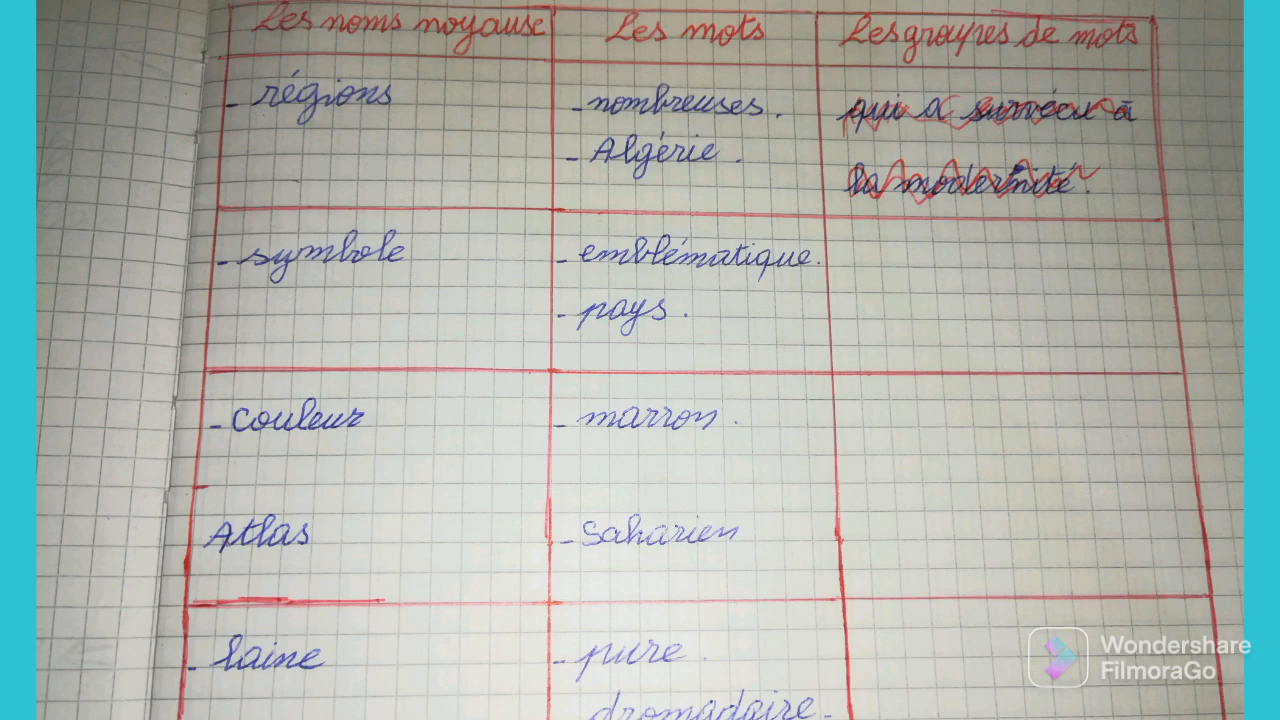 Les noms noyause Les mots Les groupes de mots
- régions - nombreuses. qui a survécu à
- Algérie. la modernité.
- symbole - emblématique.
- pays.
- couleur - marron.
Atlas - Saharien
- laine - pure.
dromadaire.
Wondershare
FilmoraGo